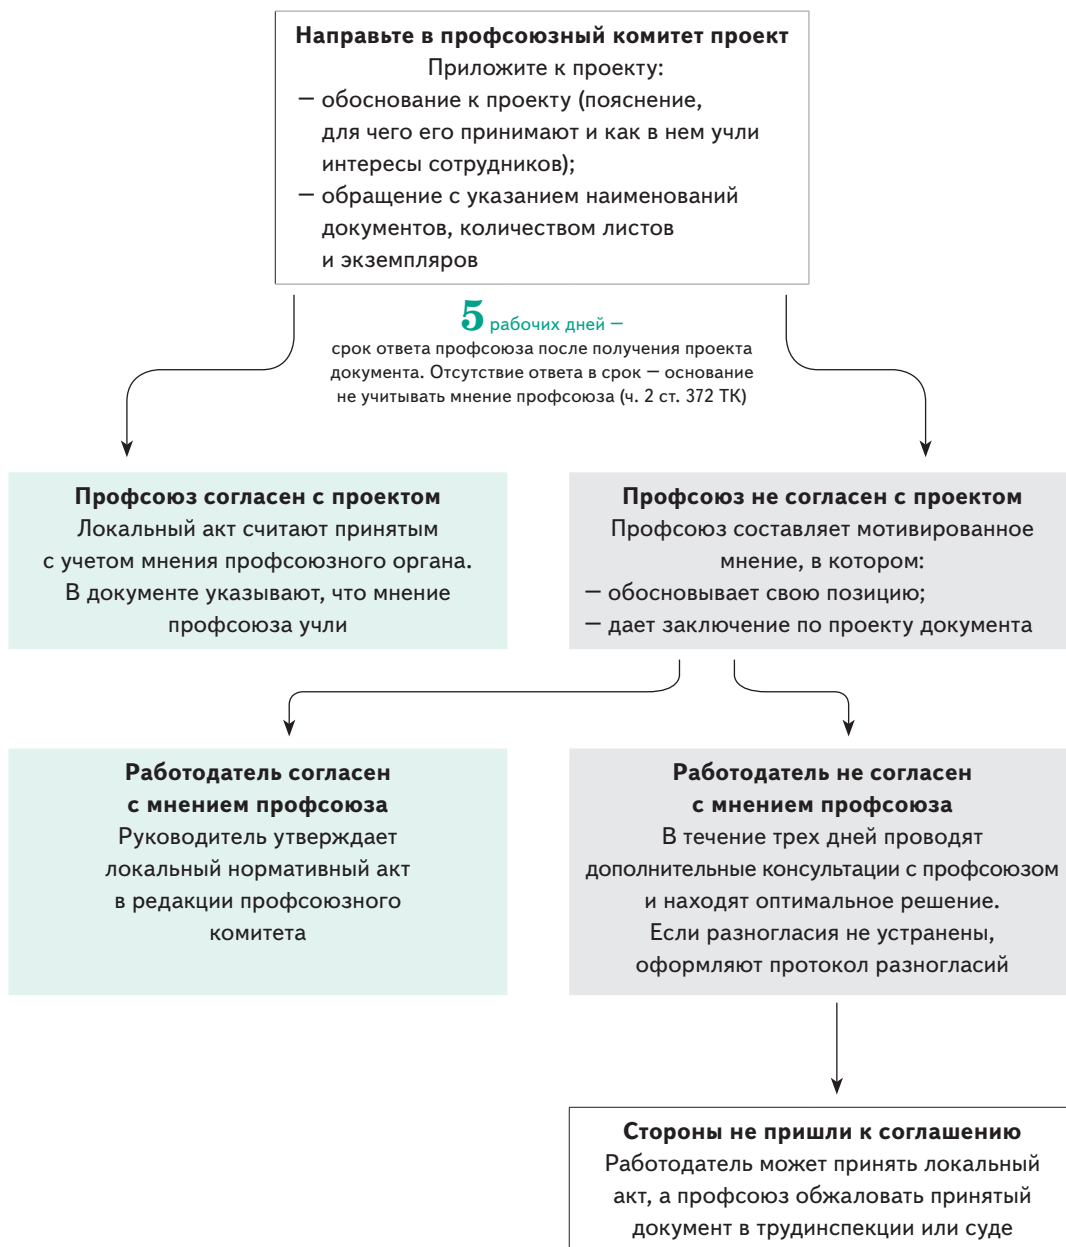 Направьте в профсоюзный комитет проект
Приложите к проекту:
— обоснование к проекту (пояснение,
для чего его принимают и как в нем учли
интересы сотрудников);
— обращение с указанием наименований
документов, количеством листов
и экземпляров
5 рабочих дней —
срок ответа профсоюза после получения проекта
документа. Отсутствие ответа в срок — основание
не учитывать мнение профсоюза (ч. 2 ст. 372 ТК)
Профсоюз согласен с проектом
Локальный акт считают принятым
с учетом мнения профсоюзного органа.
В документе указывают, что мнение
профсоюза учли
Профсоюз не согласен с проектом
Профсоюз составляет мотивированное
мнение, в котором:
— обосновывает свою позицию;
— дает заключение по проекту документа
Работодатель согласен
с мнением профсоюза
Руководитель утверждает
локальный нормативный акт
в редакции профсоюзного
комитета
Работодатель не согласен
с мнением профсоюза
В течение трех дней проводят
дополнительные консультации с профсоюзом
и находят оптимальное решение.
Если разногласия не устранены,
оформляют протокол разногласий
Стороны не пришли к соглашению
Работодатель может принять локальный
акт, а профсоюз обжаловать принятый
документ в трудинспекции или суде